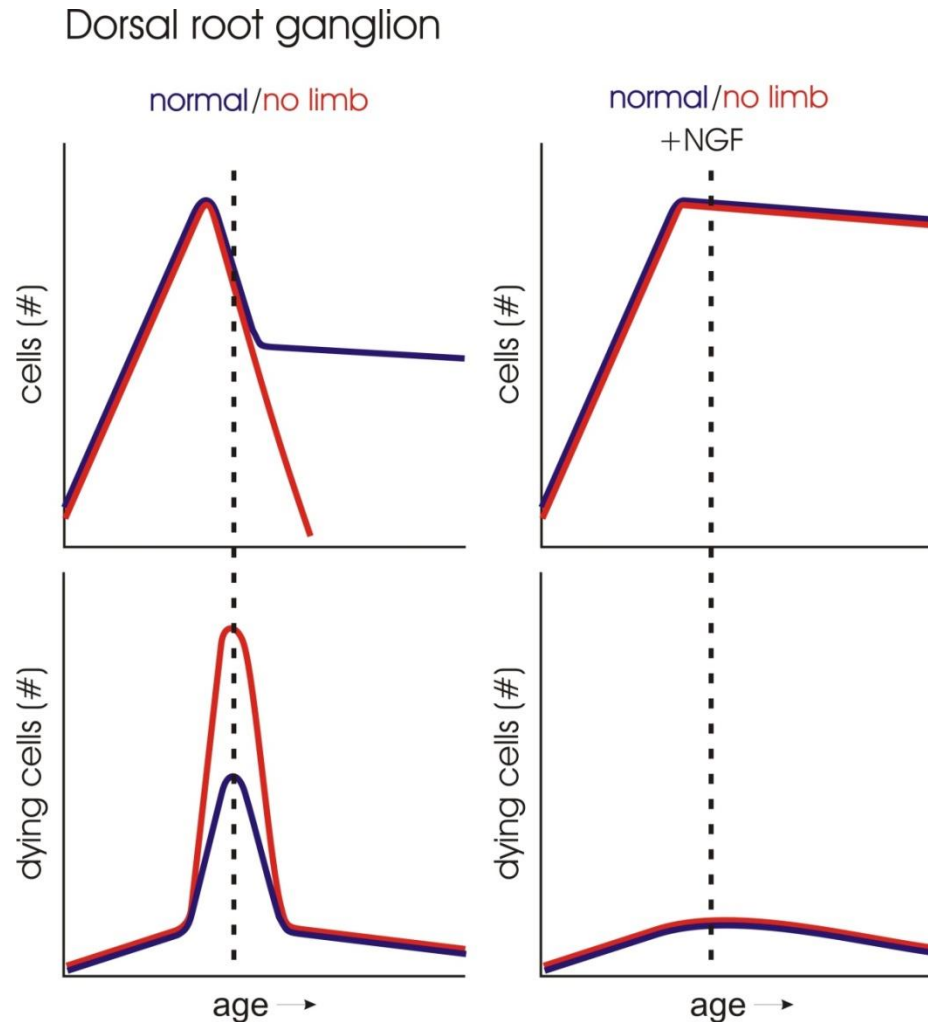 Dorsal root ganglion
normal/no limb
normal/no limb
+NGF
cells (#)
cells (#)
dying cells (#)
dying cells (#)
age →
age →